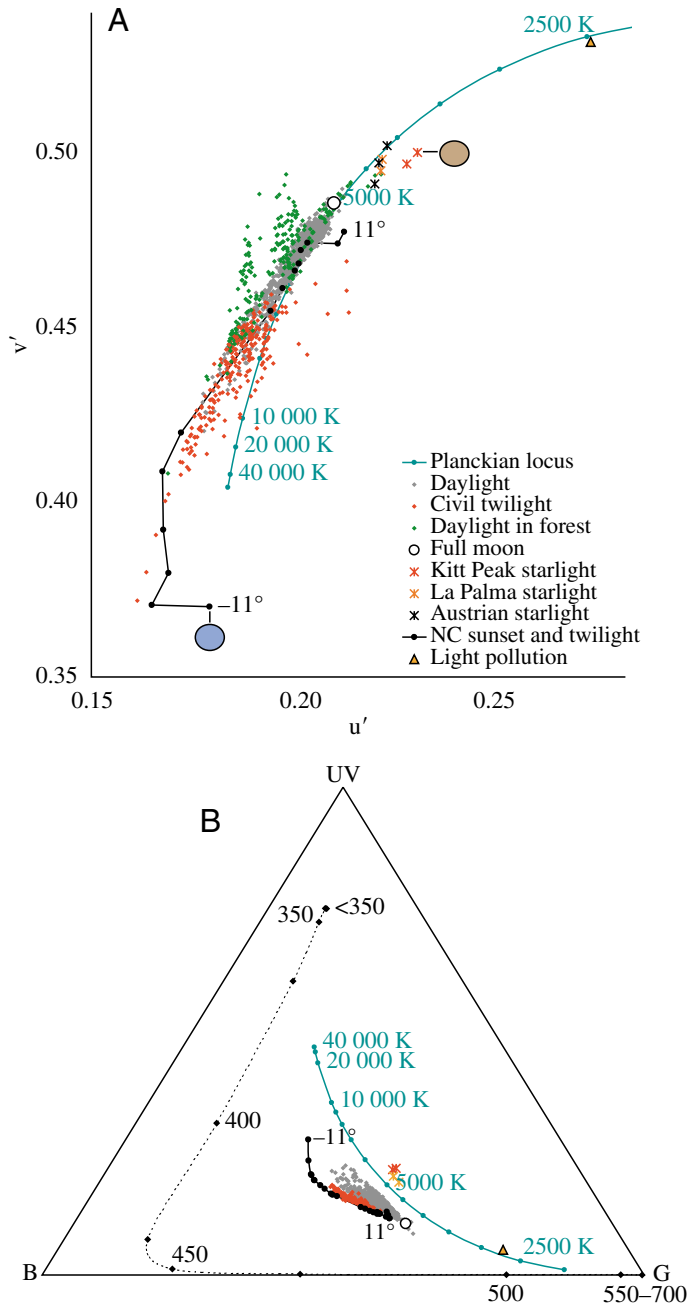 A
2500 K
0.50
5000 K
11°
0.45
v′
10 000 K
20 000 K
40 000 K
0.40
Planckian locus
Daylight
Civil twilight
Daylight in forest
Full moon
Kitt Peak starlight
La Palma starlight
Austrian starlight
NC sunset and twilight
Light pollution
–11°
0.35
0.15
0.20
0.25
u′
UV
B
350
<350
40 000 K
20 000 K
10 000 K
400
–11°
5000 K
11°
450
2500 K
B
G
500
550–700